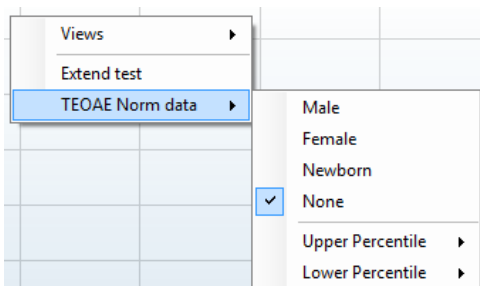 Views
Extend test
TEOAE Norm data
Male
Female
Newborn
None
Upper Percentile
Lower Percentile